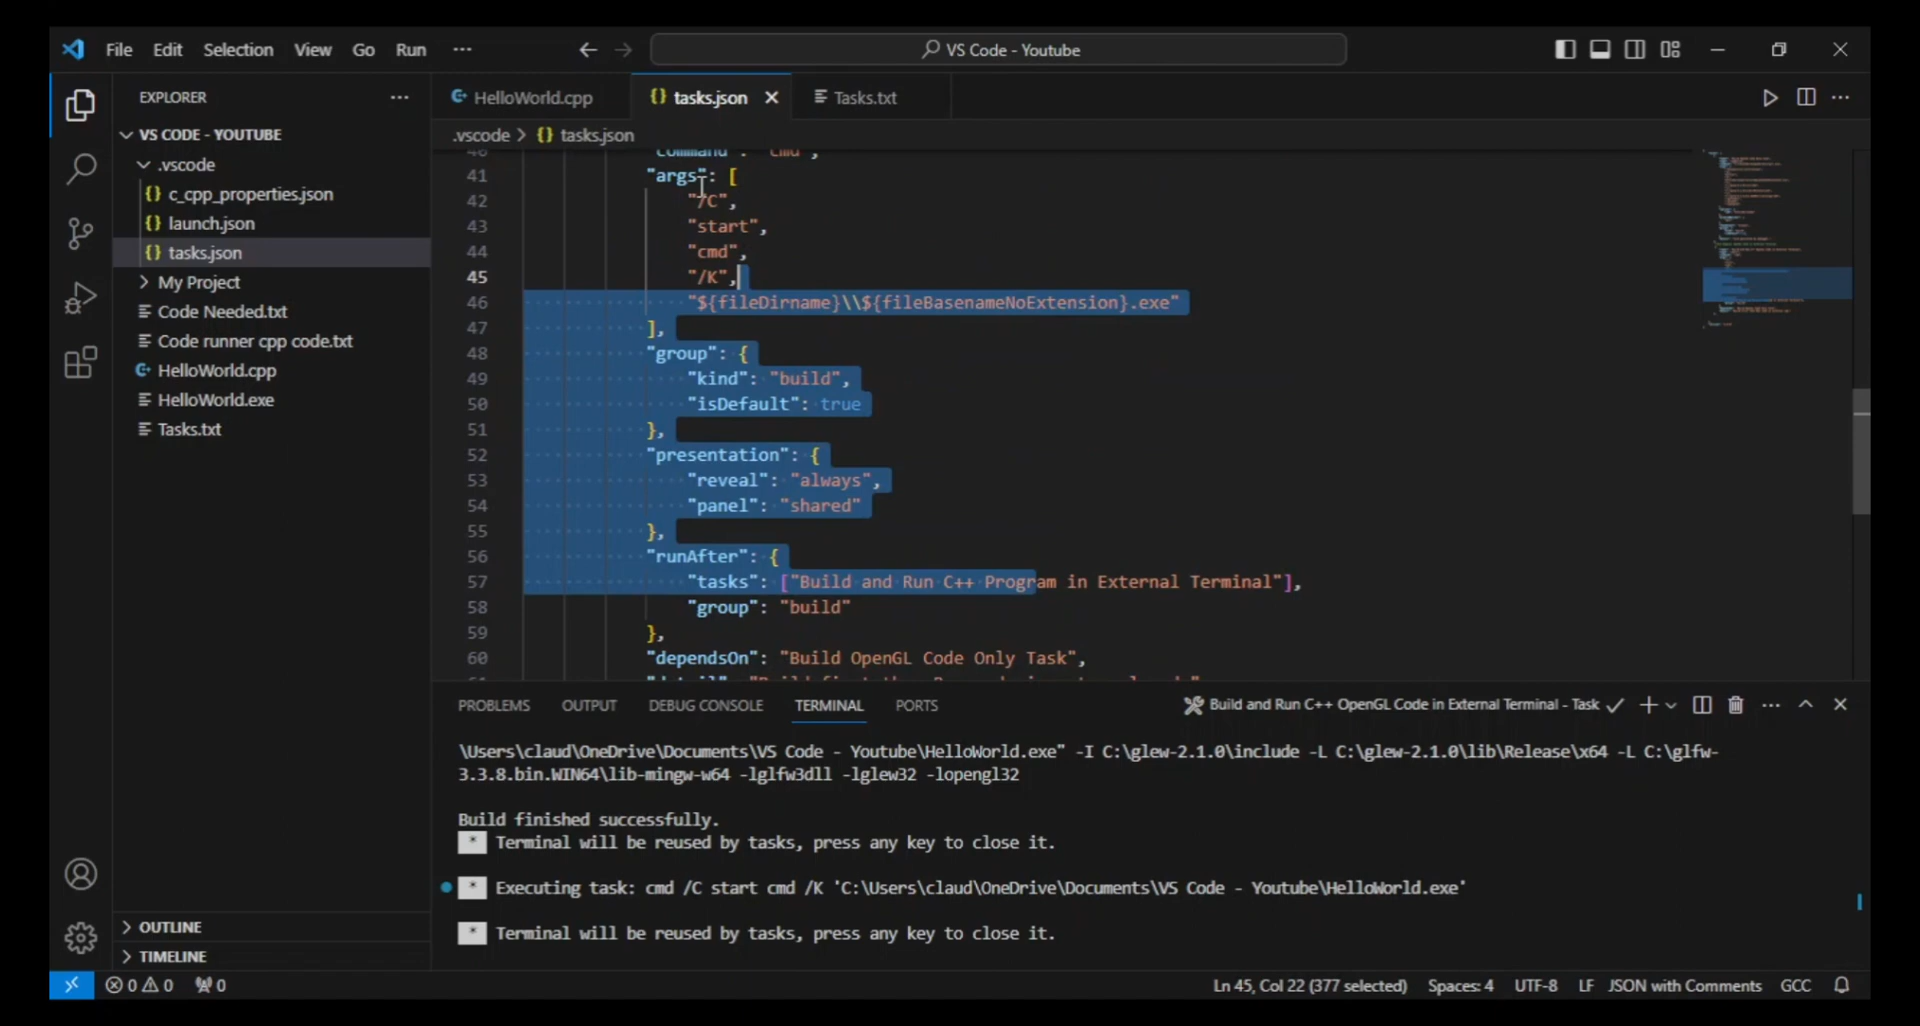 File Edit Selection View Go Run ···
VS Code - Youtube
EXPLORER ···
VS CODE - YOUTUBE
.vscode
{} c_cpp_properties.json
{} launch.json
{} tasks.json
My Project
Code Needed.txt
Code runner cpp code.txt
HelloWorld.cpp
HelloWorld.exe
Tasks.txt
OUTLINE
TIMELINE
HelloWorld.cpp {} tasks.json Tasks.txt
.vscode > {} tasks.json
40 "command": "cmd",
41 "args": [
42 "/C",
43 "start",
44 "cmd",
45 "/K",
46 "${fileDirname}\\${fileBasenameNoExtension}.exe"
47 ],
48 "group": {
49 "kind": "build",
50 "isDefault": true
51 },
52 "presentation": {
53 "reveal": "always",
54 "panel": "shared"
55 },
56 "runAfter": {
57 "tasks": ["Build and Run C++ Program in External Terminal"],
58 "group": "build"
59 },
60 "dependsOn": "Build OpenGL Code Only Task",
PROBLEMS OUTPUT DEBUG CONSOLE TERMINAL PORTS
Build and Run C++ OpenGL Code in External Terminal - Task
\Users\claud\OneDrive\Documents\VS Code - Youtube\HelloWorld.exe" -I C:\glew-2.1.0\include -L C:\glew-2.1.0\lib\Release\x64 -L C:\glfw-
3.3.8.bin.WIN64\lib-mingw-w64 -lglfw3dll -lglew32 -lopengl32
Build finished successfully.
* Terminal will be reused by tasks, press any key to close it.
* Executing task: cmd /C start cmd /K 'C:\Users\claud\OneDrive\Documents\VS Code - Youtube\HelloWorld.exe'
* Terminal will be reused by tasks, press any key to close it.
0 0 0
Ln 45, Col 22 (377 selected) Spaces: 4 UTF-8 LF JSON with Comments GCC